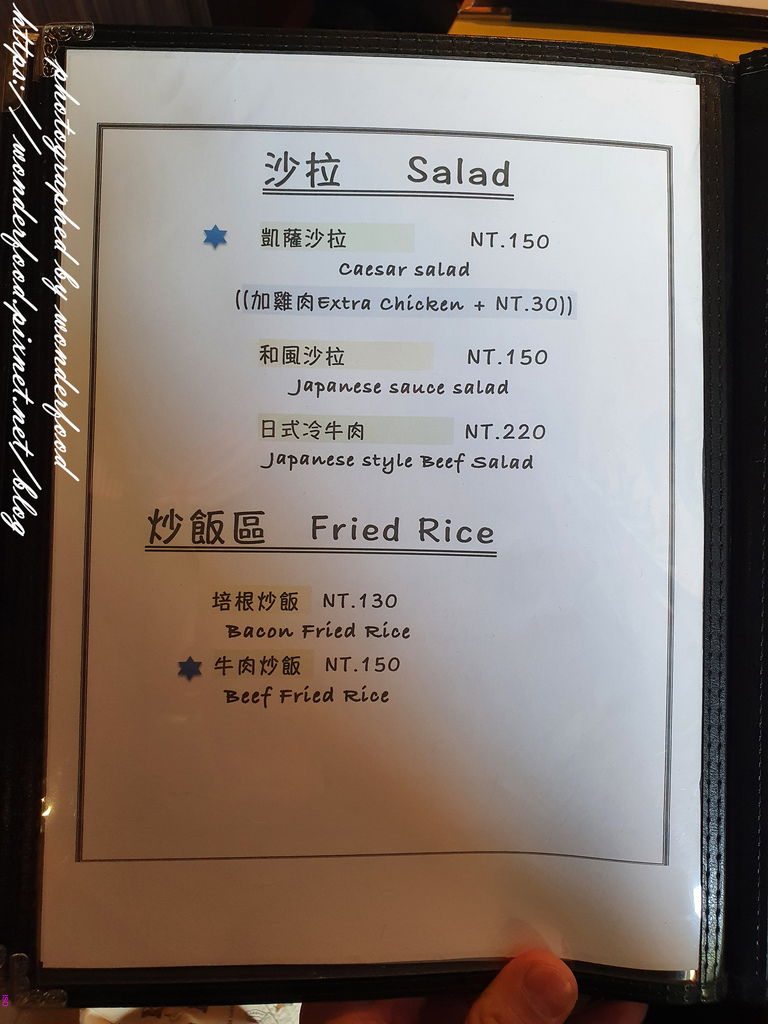 沙拉 Salad
凱薩沙拉 NT.150
Caesar salad
((加雞肉Extra Chicken + NT.30))
和風沙拉 NT.150
Japanese sauce salad
日式冷牛肉 NT.220
Japanese style Beef Salad
炒飯區 Fried Rice
培根炒飯 NT.130
Bacon Fried Rice
牛肉炒飯 NT.150
Beef Fried Rice
photographed by wonderfood
https://wonderfood.pixnet.net/blog